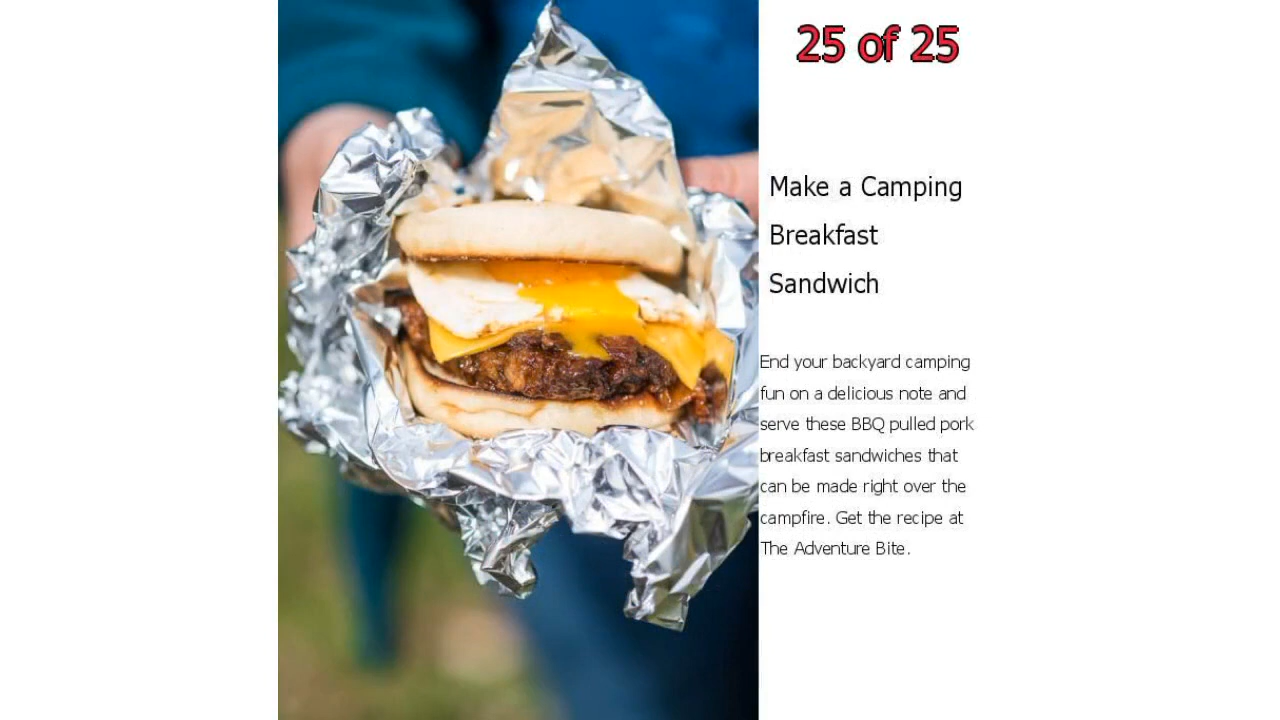 25 of 25
Make a Camping
Breakfast
Sandwich
End your backyard camping
fun on a delicious note and
serve these BBQ pulled pork
breakfast sandwiches that
can be made right over the
campfire. Get the recipe at
The Adventure Bite.